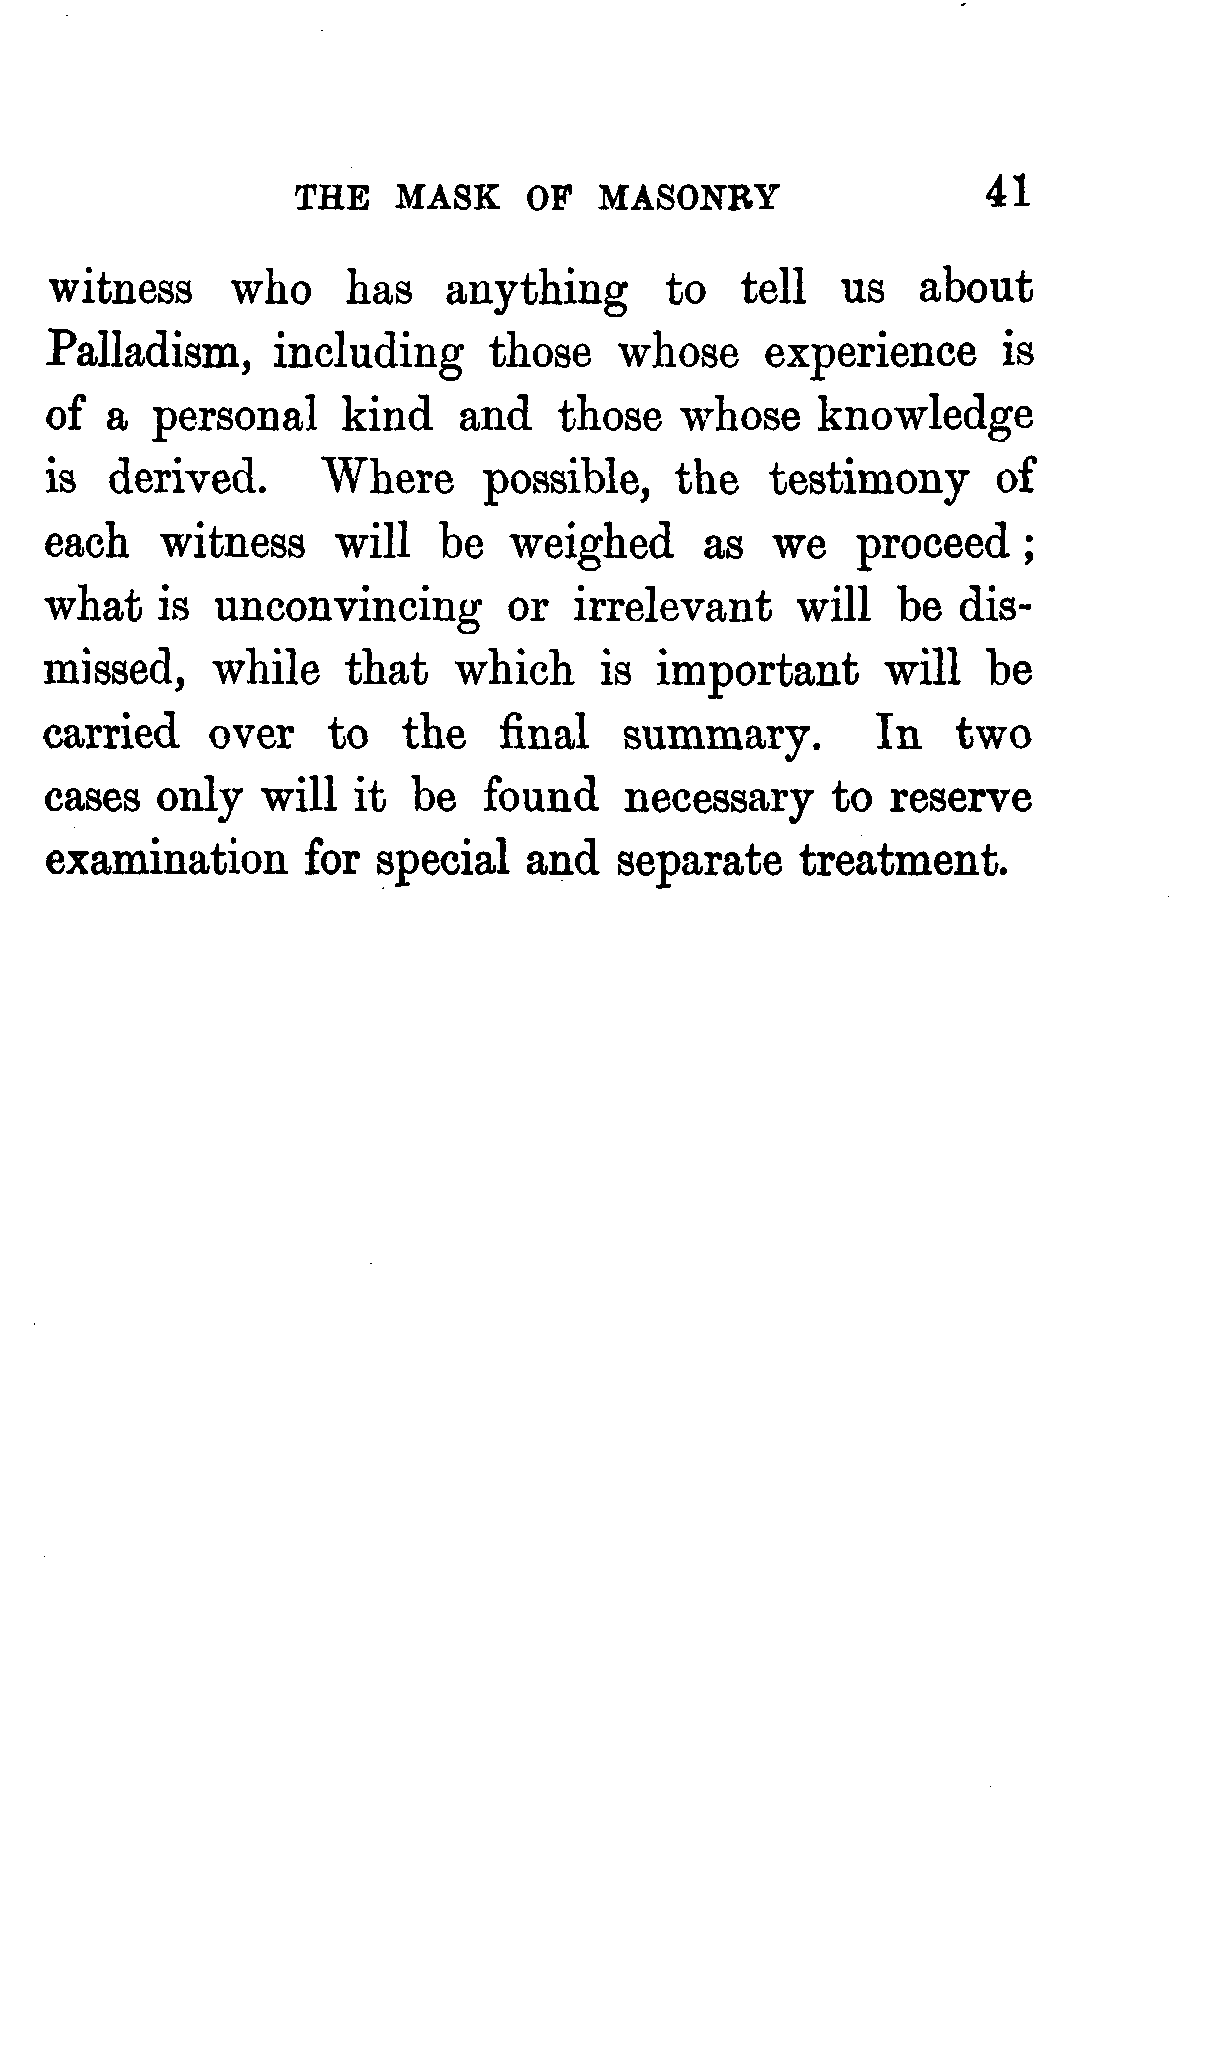 THE MASK OF MASONRY 41
witness who has anything to tell us about
Palladism, including those whose experience is
of a personal kind and those whose knowledge
is derived. Where possible, the testimony of
each witness will be weighed as we proceed ;
what is unconvincing or irrelevant will be dis-
missed, while that which is important will be
carried over to the final summary. In two
cases only will it be found necessary to reserve
examination for special and separate treatment.